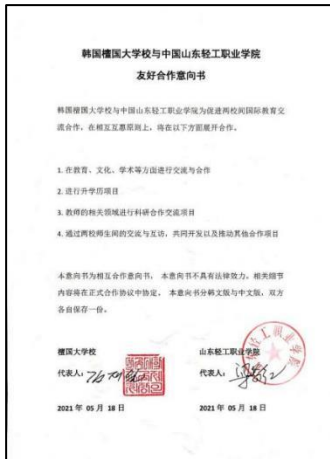 韩国檀国大学校与中国山东轻工职业学院
友好合作意向书
韩国檀国大学校与中国山东轻工职业学院为促进两校间国际教育交
流合作，在相互互惠原则上，将在以下方面展开合作。
1. 在教育、文化、学术等方面进行交流与合作
2. 进行升学历项目
3. 教师的相关领域进行科研合作交流项目
4. 通过两校师生间的交流与互访，共同开发以及推动其他合作项目
本意向书为相互合作意向书， 本意向书不具有法律效力，相关细节
内容将在正式合作协议中协定， 本意向书分韩文版与中文版，双方
各自保存一份。
檀国大学校 山东轻工职业学院
代表人： 代表人：
2021 年 05 月 18 日 2021 年 05 月 18 日